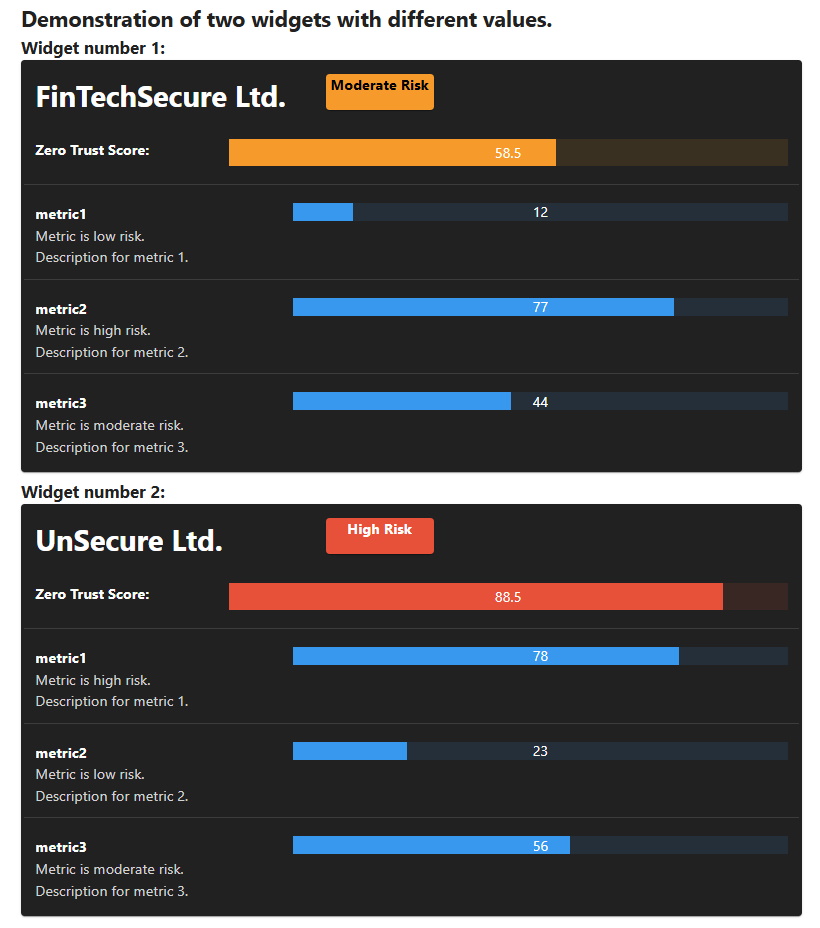 Demonstration of two widgets with different values.
Widget number 1:
FinTechSecure Ltd.
Moderate Risk
Zero Trust Score:
58.5
metric1
12
Metric is low risk.
Description for metric 1.
metric2
77
Metric is high risk.
Description for metric 2.
metric3
44
Metric is moderate risk.
Description for metric 3.
Widget number 2:
UnSecure Ltd.
High Risk
Zero Trust Score:
88.5
metric1
78
Metric is high risk.
Description for metric 1.
metric2
23
Metric is low risk.
Description for metric 2.
metric3
56
Metric is moderate risk.
Description for metric 3.